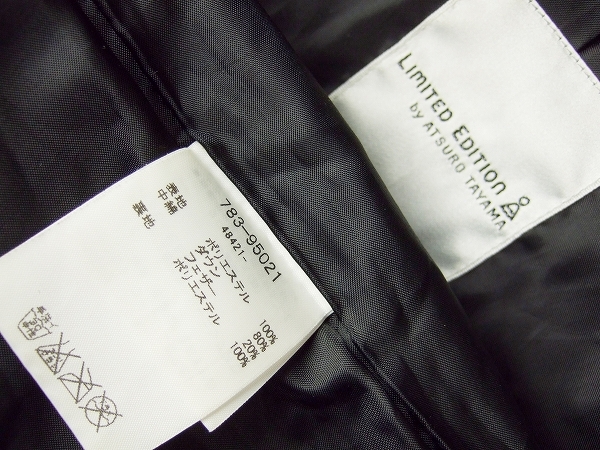 LIMITED EDITION
by ATSURO TAYAMA
783-95021
48421-
表地 ポリエステル 100%
中綿 ダウン 80%
フェザー 20%
裏地 ポリエステル 100%